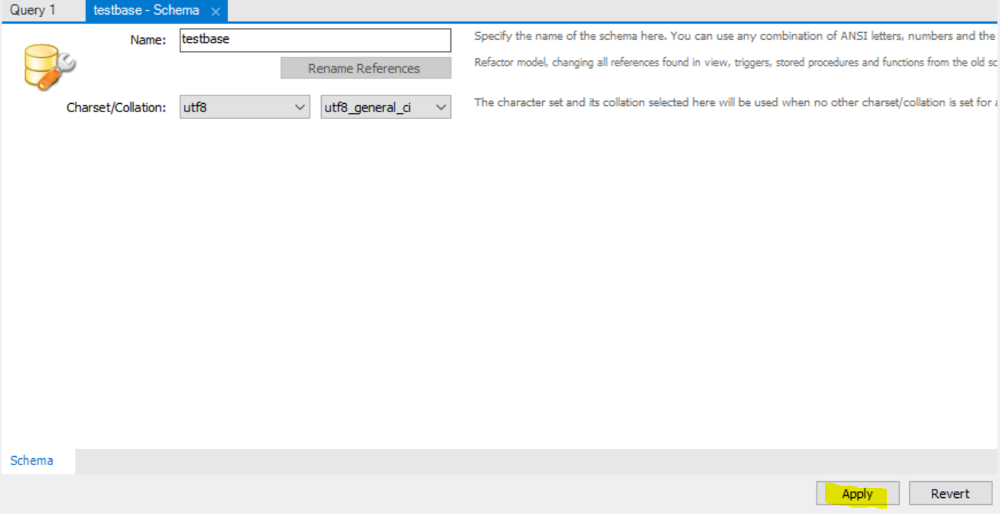 Query 1
testbase - Schema
Name: testbase
Specify the name of the schema here. You can use any combination of ANSI letters, numbers and the
Rename References
Refactor model, changing all references found in view, triggers, stored procedures and functions from the old
Charset/Collation: utf8 utf8_general_ci
The character set and its collation selected here will be used when no other charset/collation is set for
Schema
Apply Revert